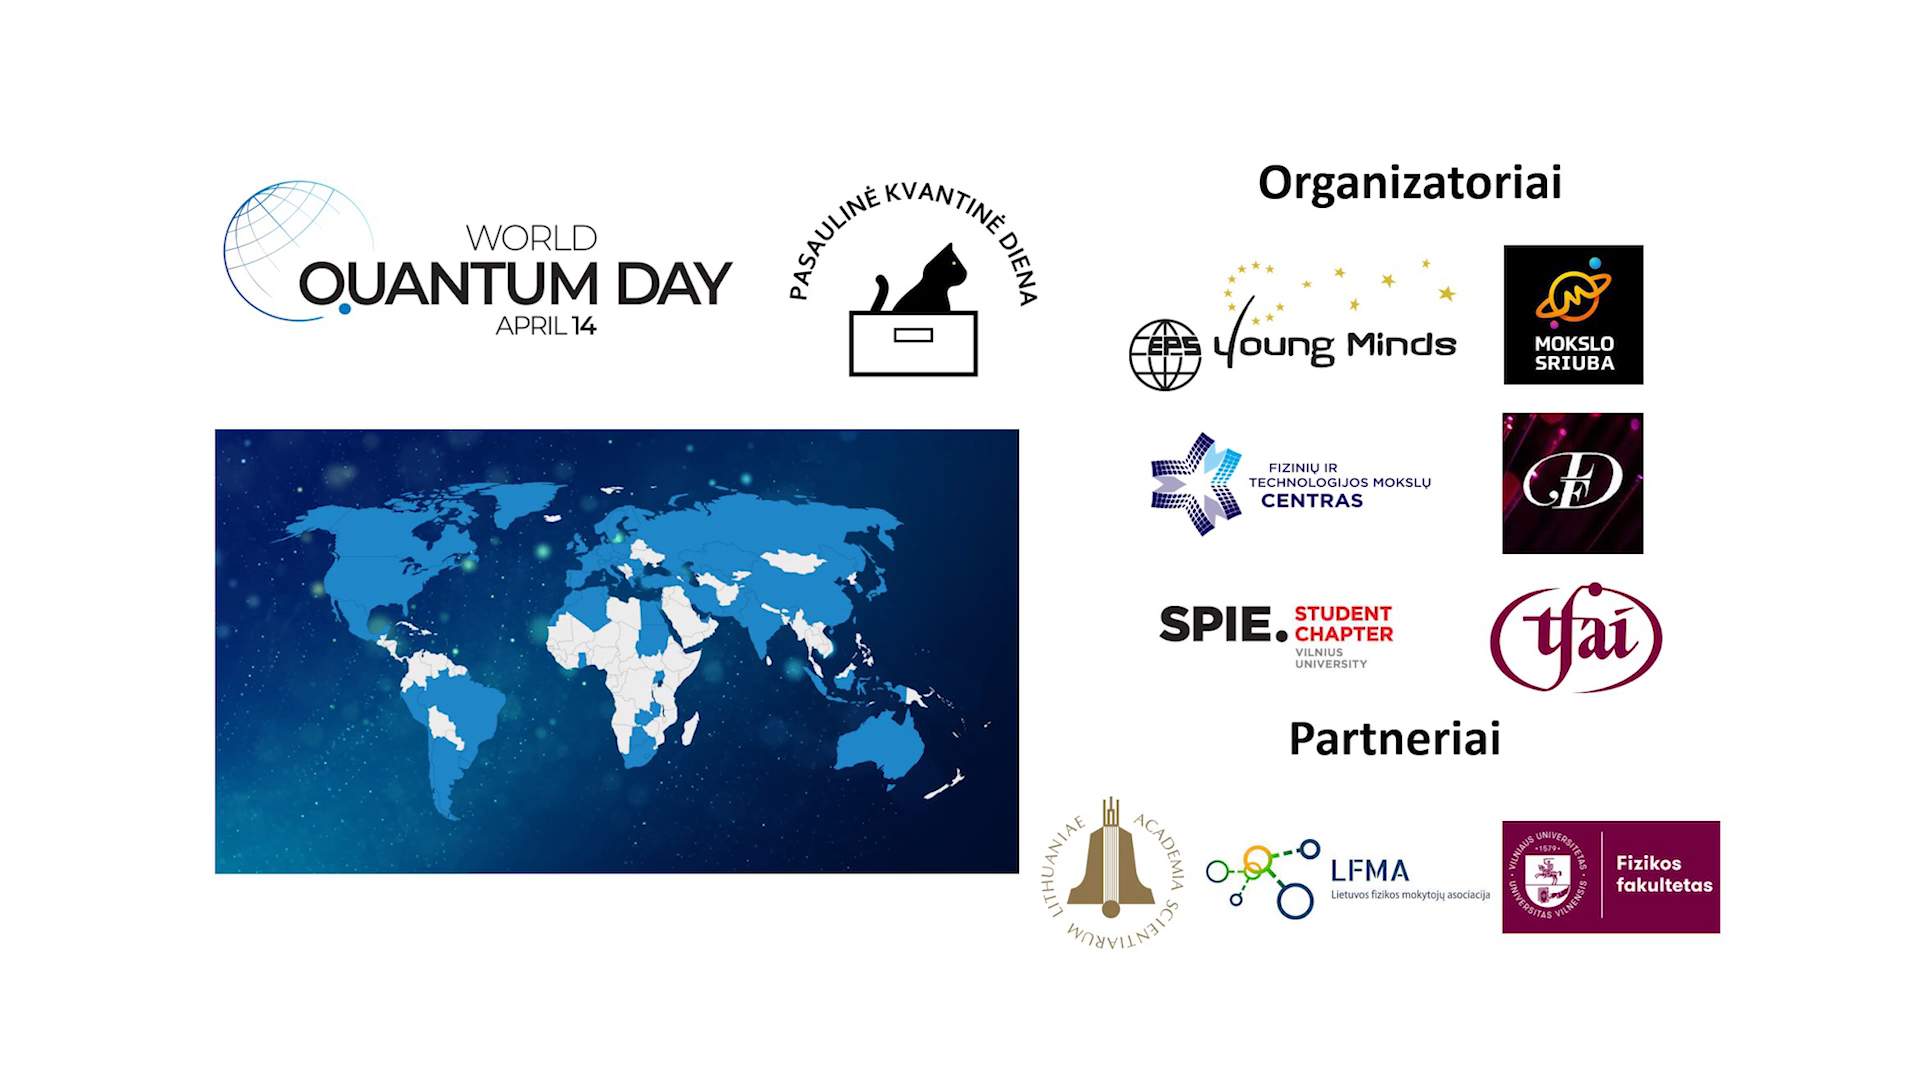 WORLD
QUANTUM DAY
APRIL 14
PASAULINĖ KVANTINĖ DIENA
Organizatoriai
EPS Young Minds
MOKSLO
SRIUBA
FIZINIŲ IR
TECHNOLOGIJOS MOKSLŲ
CENTRAS
LFD
SPIE. STUDENT
CHAPTER
VILNIUS
UNIVERSITY
tfai
Partneriai
LITHUANIAE ACADEMIA SCIENTIARUM
LFMA
Lietuvos fizikos mokytojų asociacija
VILNIAUS UNIVERSITETAS
·1579·
UNIVERSITAS VILNENSIS
Fizikos
fakultetas